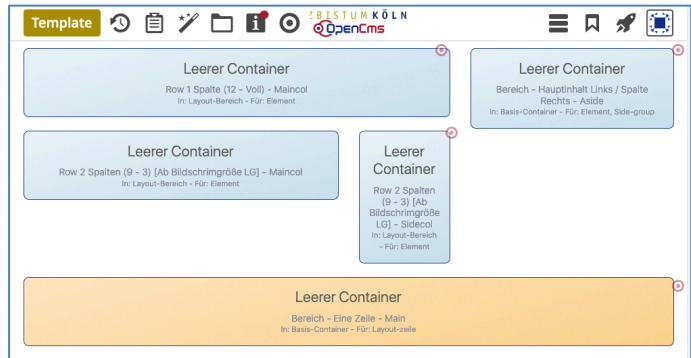 Template
ERZBISTUM KÖLN
OpenCms
Leerer Container
Row 1 Spalte (12 - Voll) - Maincol
In: Layout-Bereich - Für: Element
Leerer Container
Bereich - Hauptinhalt Links / Spalte
Rechts - Aside
In: Basis-Container - Für: Element, Side-group
Leerer Container
Row 2 Spalten (9 - 3) [Ab Bildschrimgröße LG] - Maincol
In: Layout-Bereich - Für: Element
Leerer
Container
Row 2 Spalten
(9 - 3) [Ab
Bildschrimgröße
LG] - Sidecol
In: Layout-Bereich
- Für: Element
Leerer Container
Bereich - Eine Zeile - Main
In: Basis-Container - Für: Layout-zeile